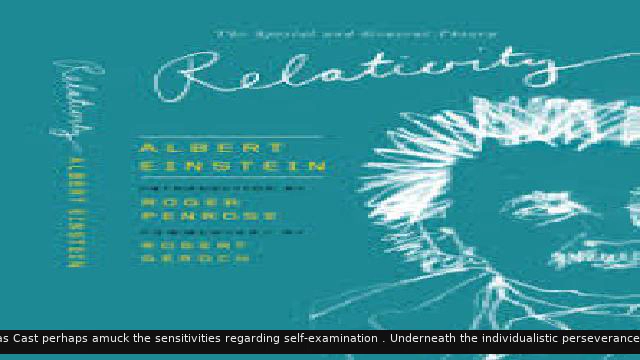 The Special and General Theory
Relativity
ALBERT
EINSTEIN
INTRODUCTION BY
ROGER
PENROSE
COMMENTARY BY
ROBERT
GEROCH
Relativity ALBERT EINSTEIN
as Cast perhaps amuck the sensitivities regarding self-examination . Underneath the individualistic perseverance